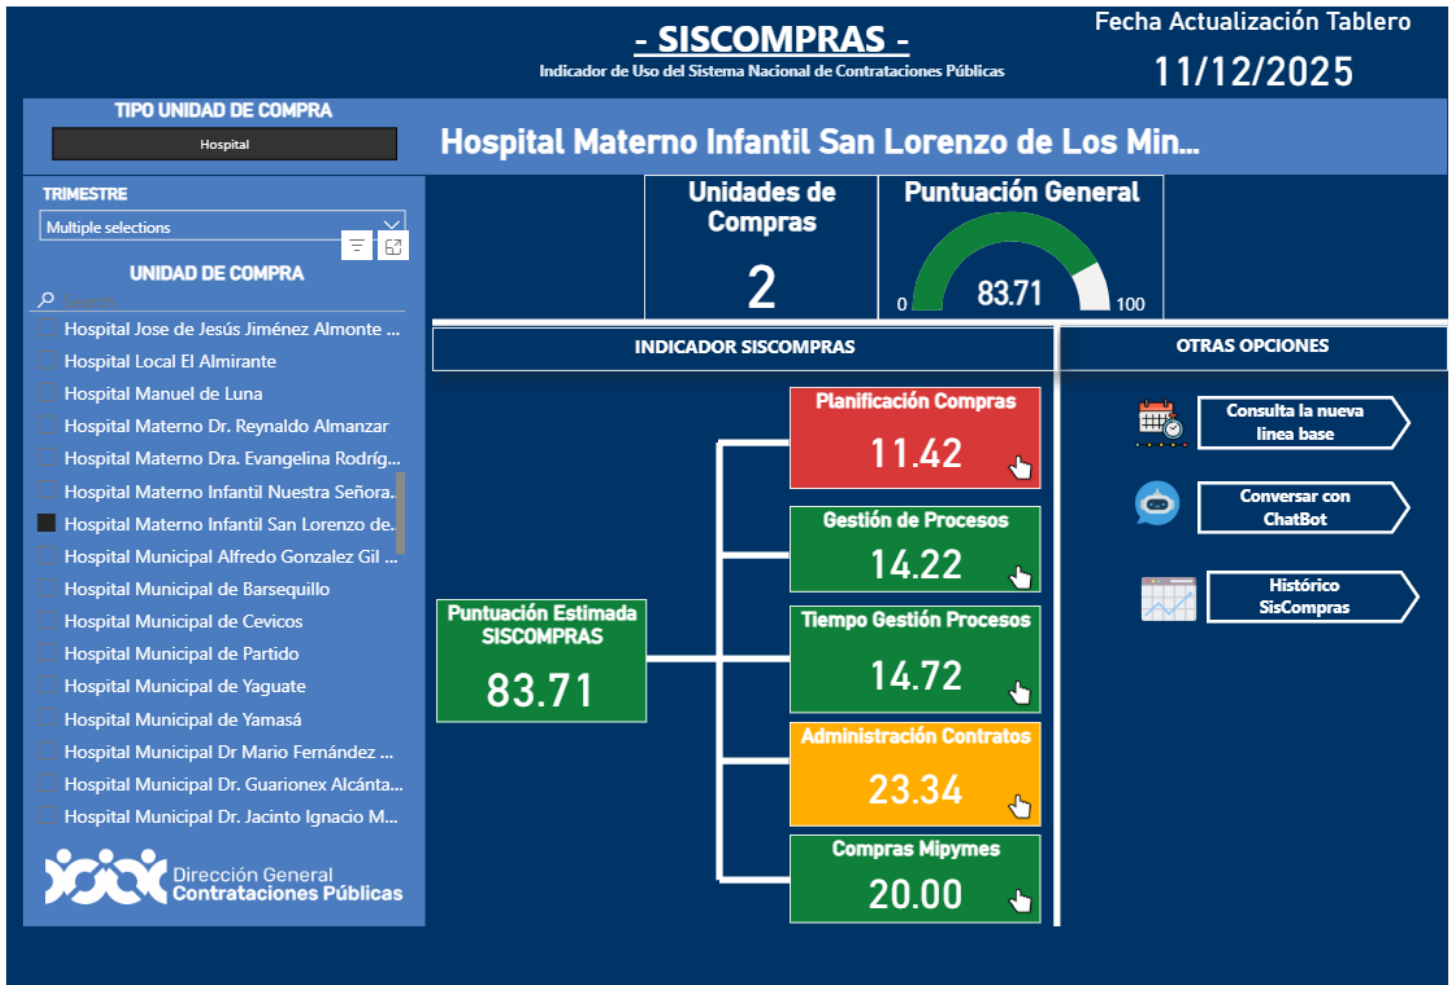 - SISCOMPRAS -
Indicador de Uso del Sistema Nacional de Contrataciones Públicas
Fecha Actualización Tablero
11/12/2025
TIPO UNIDAD DE COMPRA
Hospital
Hospital Materno Infantil San Lorenzo de Los Min...
TRIMESTRE
Multiple selections
UNIDAD DE COMPRA
Search
Hospital Jose de Jesús Jiménez Almonte ...
Hospital Local El Almirante
Hospital Manuel de Luna
Hospital Materno Dr. Reynaldo Almanzar
Hospital Materno Dra. Evangelina Rodríg...
Hospital Materno Infantil Nuestra Señora..
Hospital Materno Infantil San Lorenzo de..
Hospital Municipal Alfredo Gonzalez Gil ...
Hospital Municipal de Barsequillo
Hospital Municipal de Cevicos
Hospital Municipal de Partido
Hospital Municipal de Yaguate
Hospital Municipal de Yamasá
Hospital Municipal Dr Mario Fernández ...
Hospital Municipal Dr. Guarionex Alcánta...
Hospital Municipal Dr. Jacinto Ignacio M...
Dirección General
Contrataciones Públicas
Unidades de
Compras
2
Puntuación General
83.71
0
100
INDICADOR SISCOMPRAS
Puntuación Estimada
SISCOMPRAS
83.71
Planificación Compras
11.42
Gestión de Procesos
14.22
Tiempo Gestión Procesos
14.72
Administración Contratos
23.34
Compras Mipymes
20.00
OTRAS OPCIONES
Consulta la nueva
linea base
Conversar con
ChatBot
Histórico
SisCompras